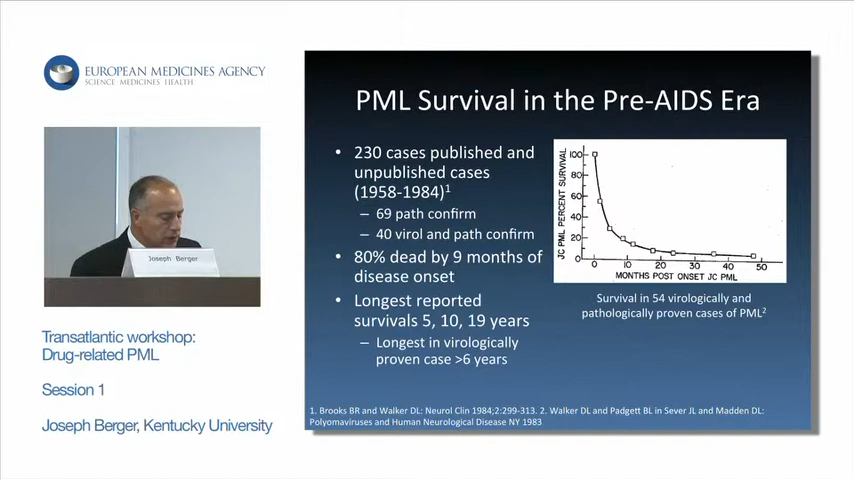 EUROPEAN MEDICINES AGENCY
SCIENCE MEDICINES HEALTH
Joseph Berger
Transatlantic workshop:
Drug-related PML
Session 1
Joseph Berger, Kentucky University
PML Survival in the Pre-AIDS Era
• 230 cases published and
unpublished cases
(1958-1984)1
– 69 path confirm
– 40 virol and path confirm
• 80% dead by 9 months of
disease onset
• Longest reported
survivals 5, 10, 19 years
– Longest in virologically
proven case >6 years
JC PML PERCENT SURVIVAL
100
80
60
40
20
0
0 10 20 30 40 50
MONTHS POST ONSET JC PML
Survival in 54 virologically and
pathologically proven cases of PML2
1. Brooks BR and Walker DL: Neurol Clin 1984;2:299-313. 2. Walker DL and Padgett BL in Sever JL and Madden DL:
Polyomaviruses and Human Neurological Disease NY 1983